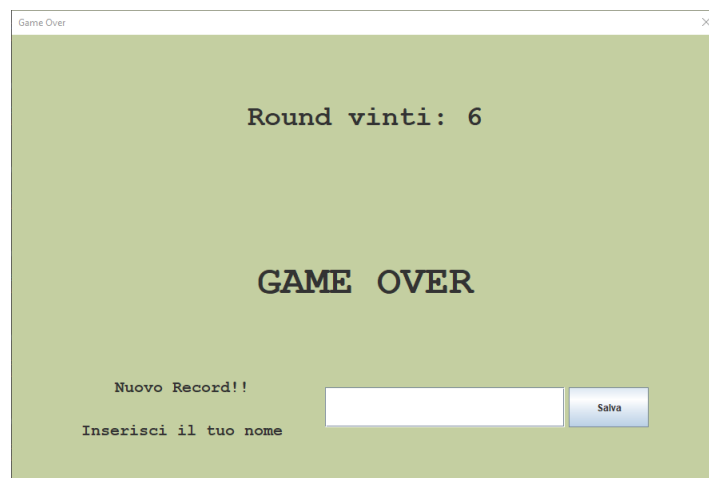 Game Over
Round vinti: 6
GAME OVER
Nuovo Record!!
Inserisci il tuo nome
Salva